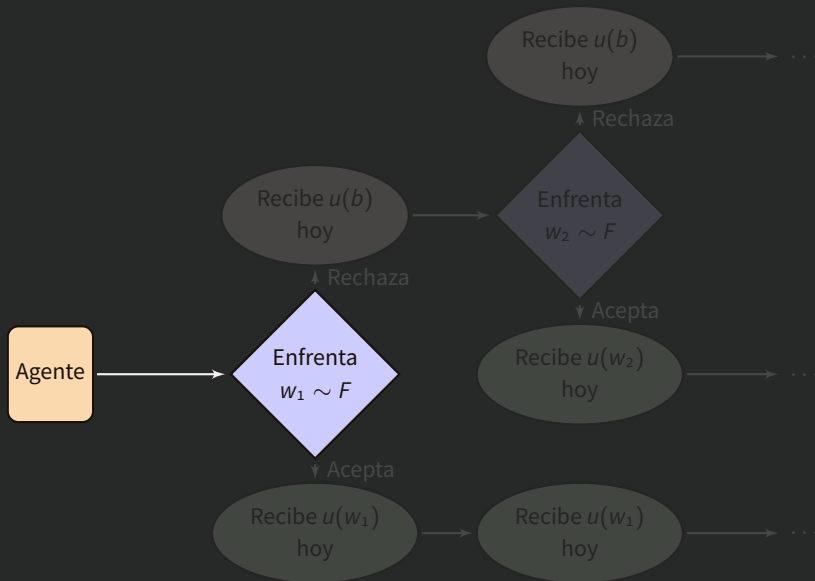 Recibe u(b)
hoy
Rechaza
Recibe u(b)
hoy
Enfrenta
w₂ ∼ F
Rechaza
Acepta
Agente
Enfrenta
w₁ ∼ F
Recibe u(w₂)
hoy
Acepta
Recibe u(w₁)
hoy
Recibe u(w₁)
hoy